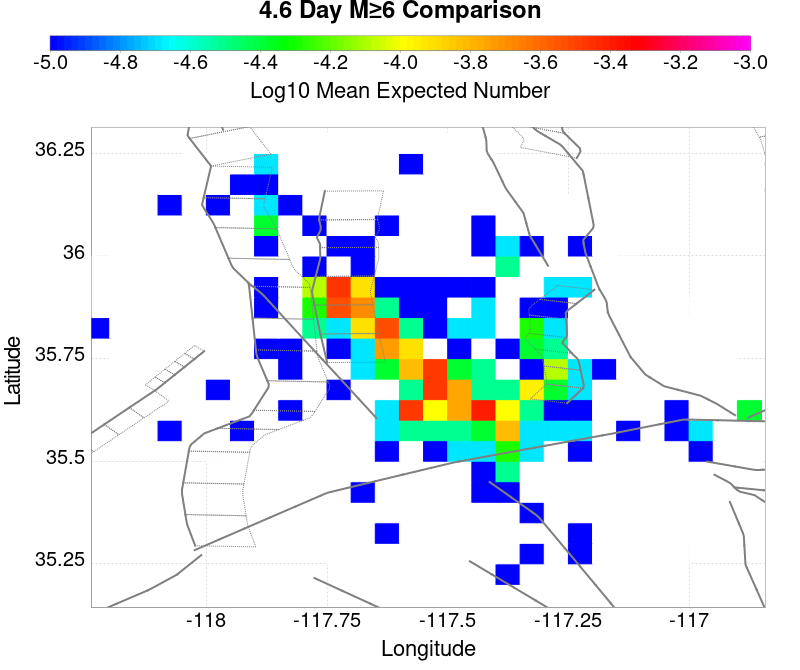 4.6 Day M≥6 Comparison
-5.0 -4.8 -4.6 -4.4 -4.2 -4.0 -3.8 -3.6 -3.4 -3.2 -3.0
Log10 Mean Expected Number
36.25
36
35.75
35.5
35.25
Latitude
-118 -117.75 -117.5 -117.25 -117
Longitude